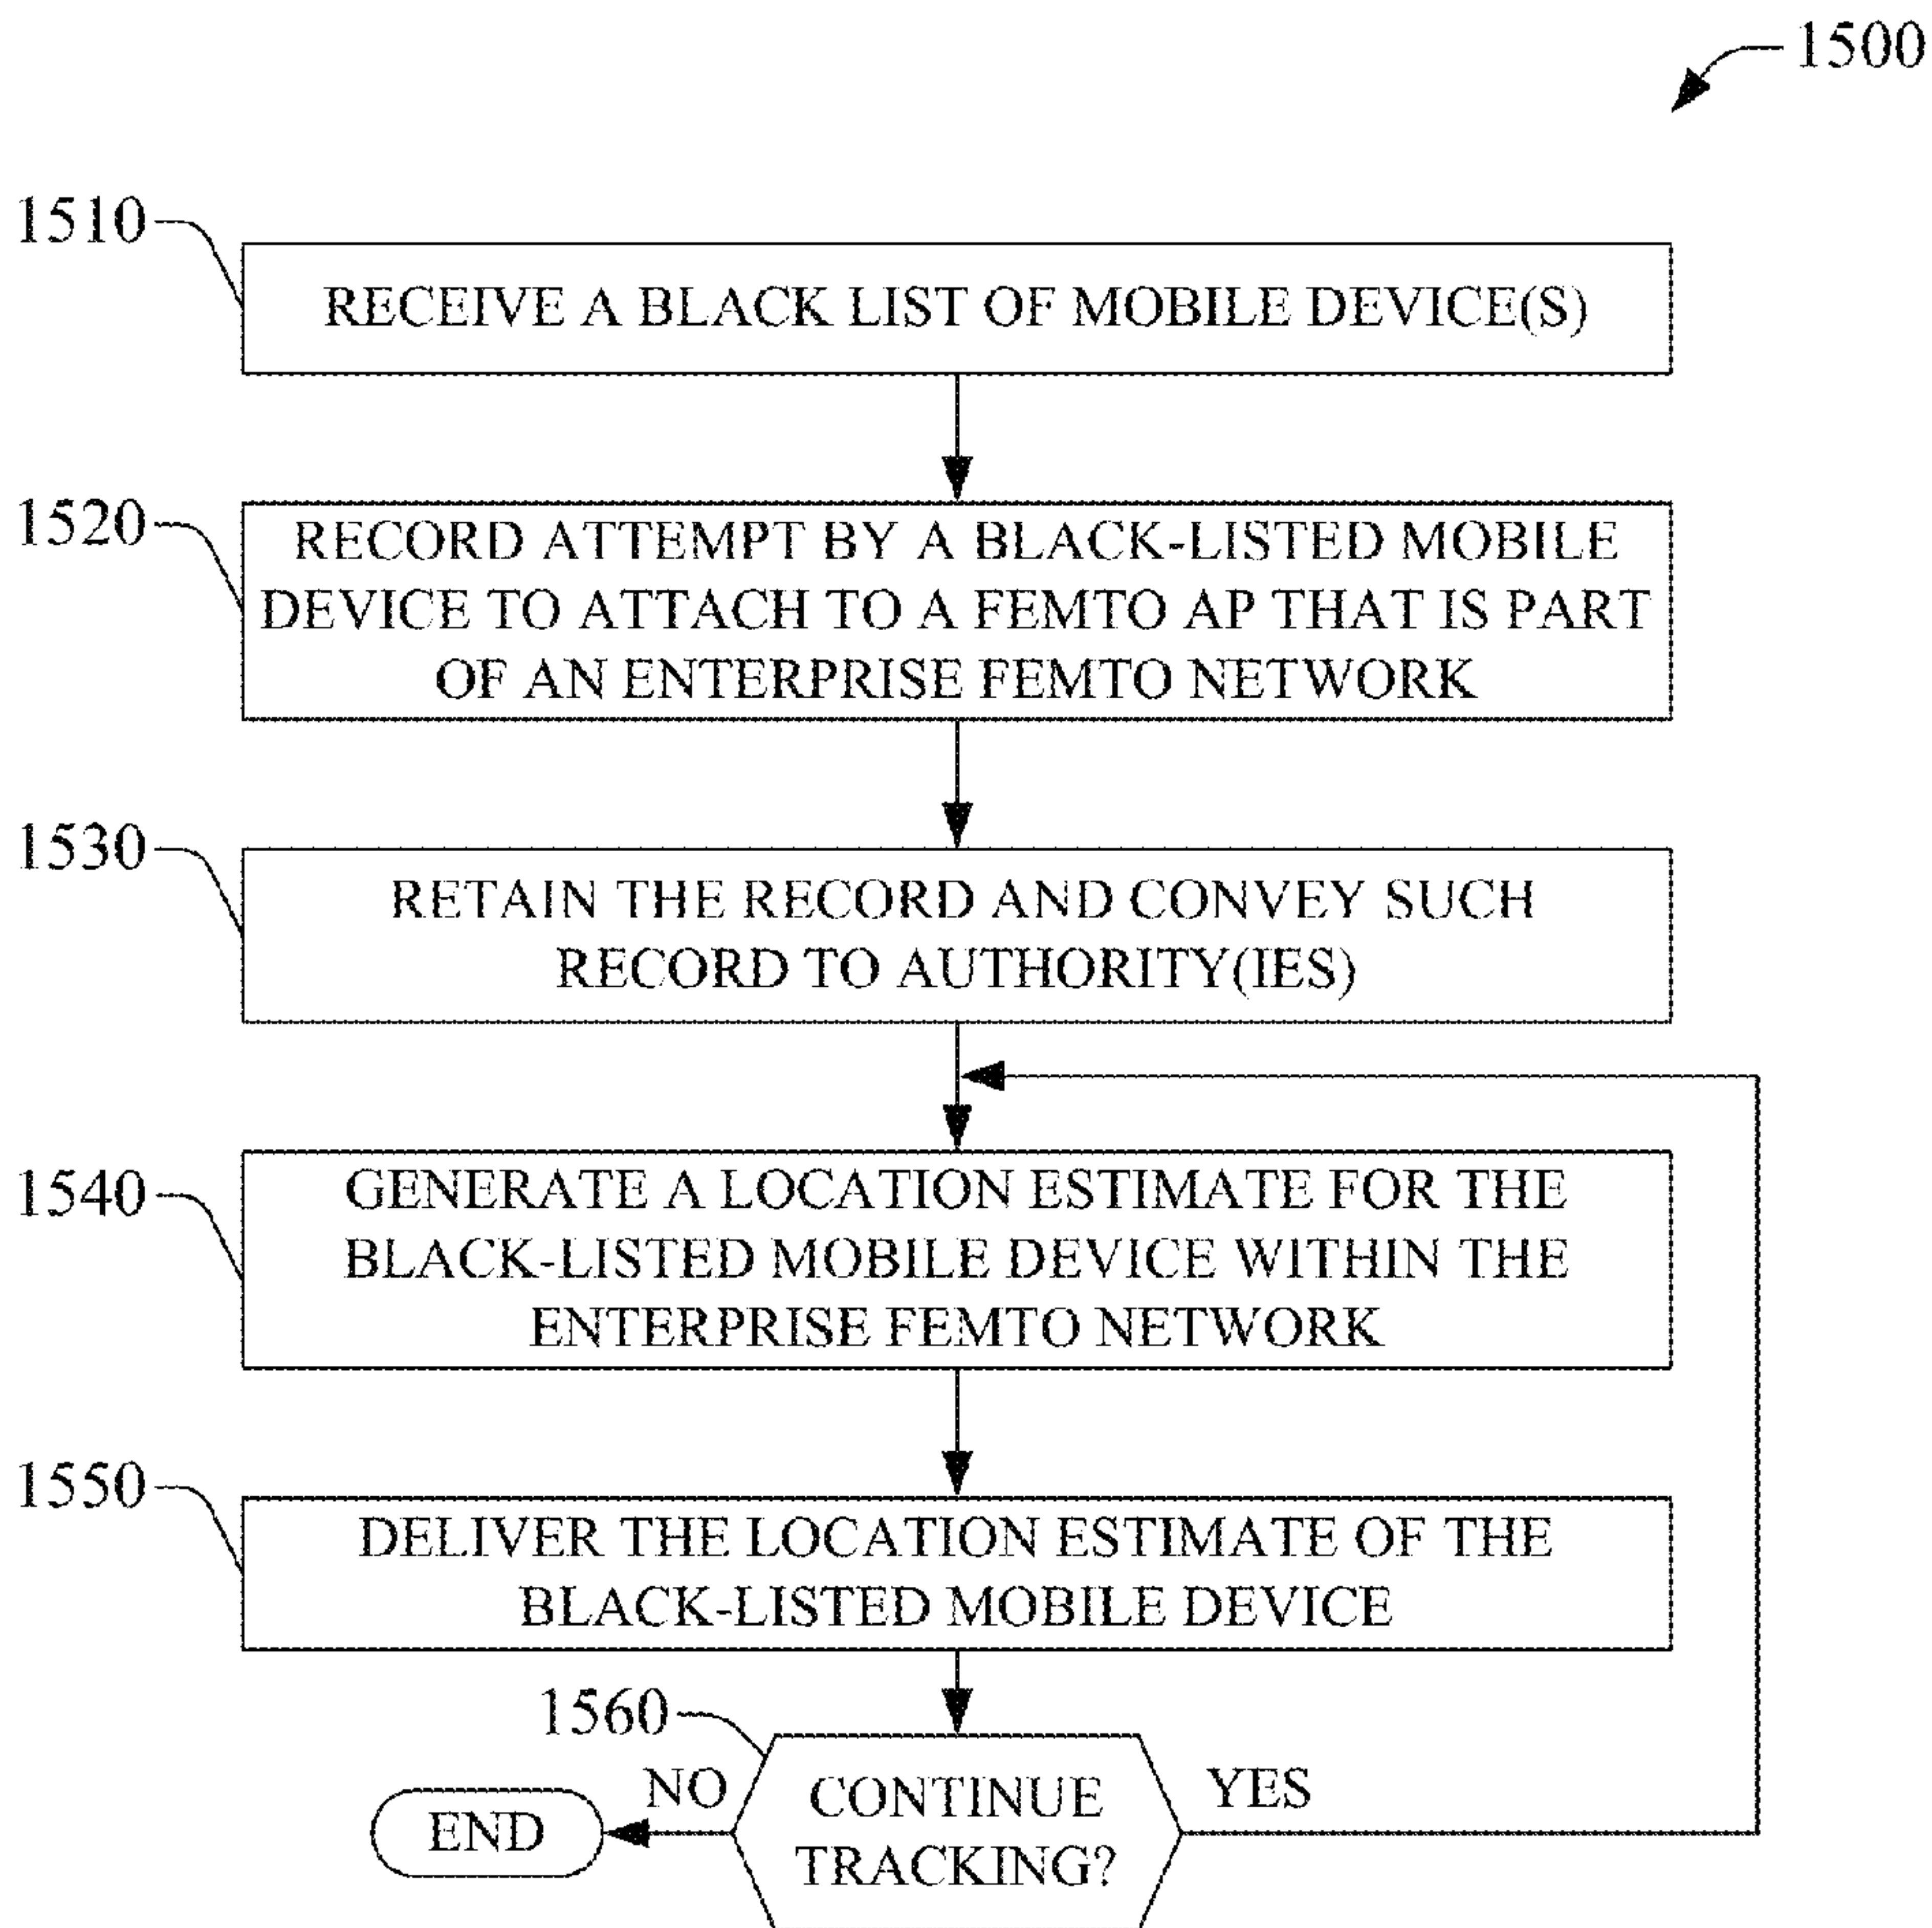 1500
1510
RECEIVE A BLACK LIST OF MOBILE DEVICE(S)
1520
RECORD ATTEMPT BY A BLACK-LISTED MOBILE
DEVICE TO ATTACH TO A FEMTO AP THAT IS PART
OF AN ENTERPRISE FEMTO NETWORK
1530
RETAIN THE RECORD AND CONVEY SUCH
RECORD TO AUTHORITY(IES)
1540
GENERATE A LOCATION ESTIMATE FOR THE
BLACK-LISTED MOBILE DEVICE WITHIN THE
ENTERPRISE FEMTO NETWORK
1550
DELIVER THE LOCATION ESTIMATE OF THE
BLACK-LISTED MOBILE DEVICE
1560
NO
YES
END
CONTINUE
TRACKING?